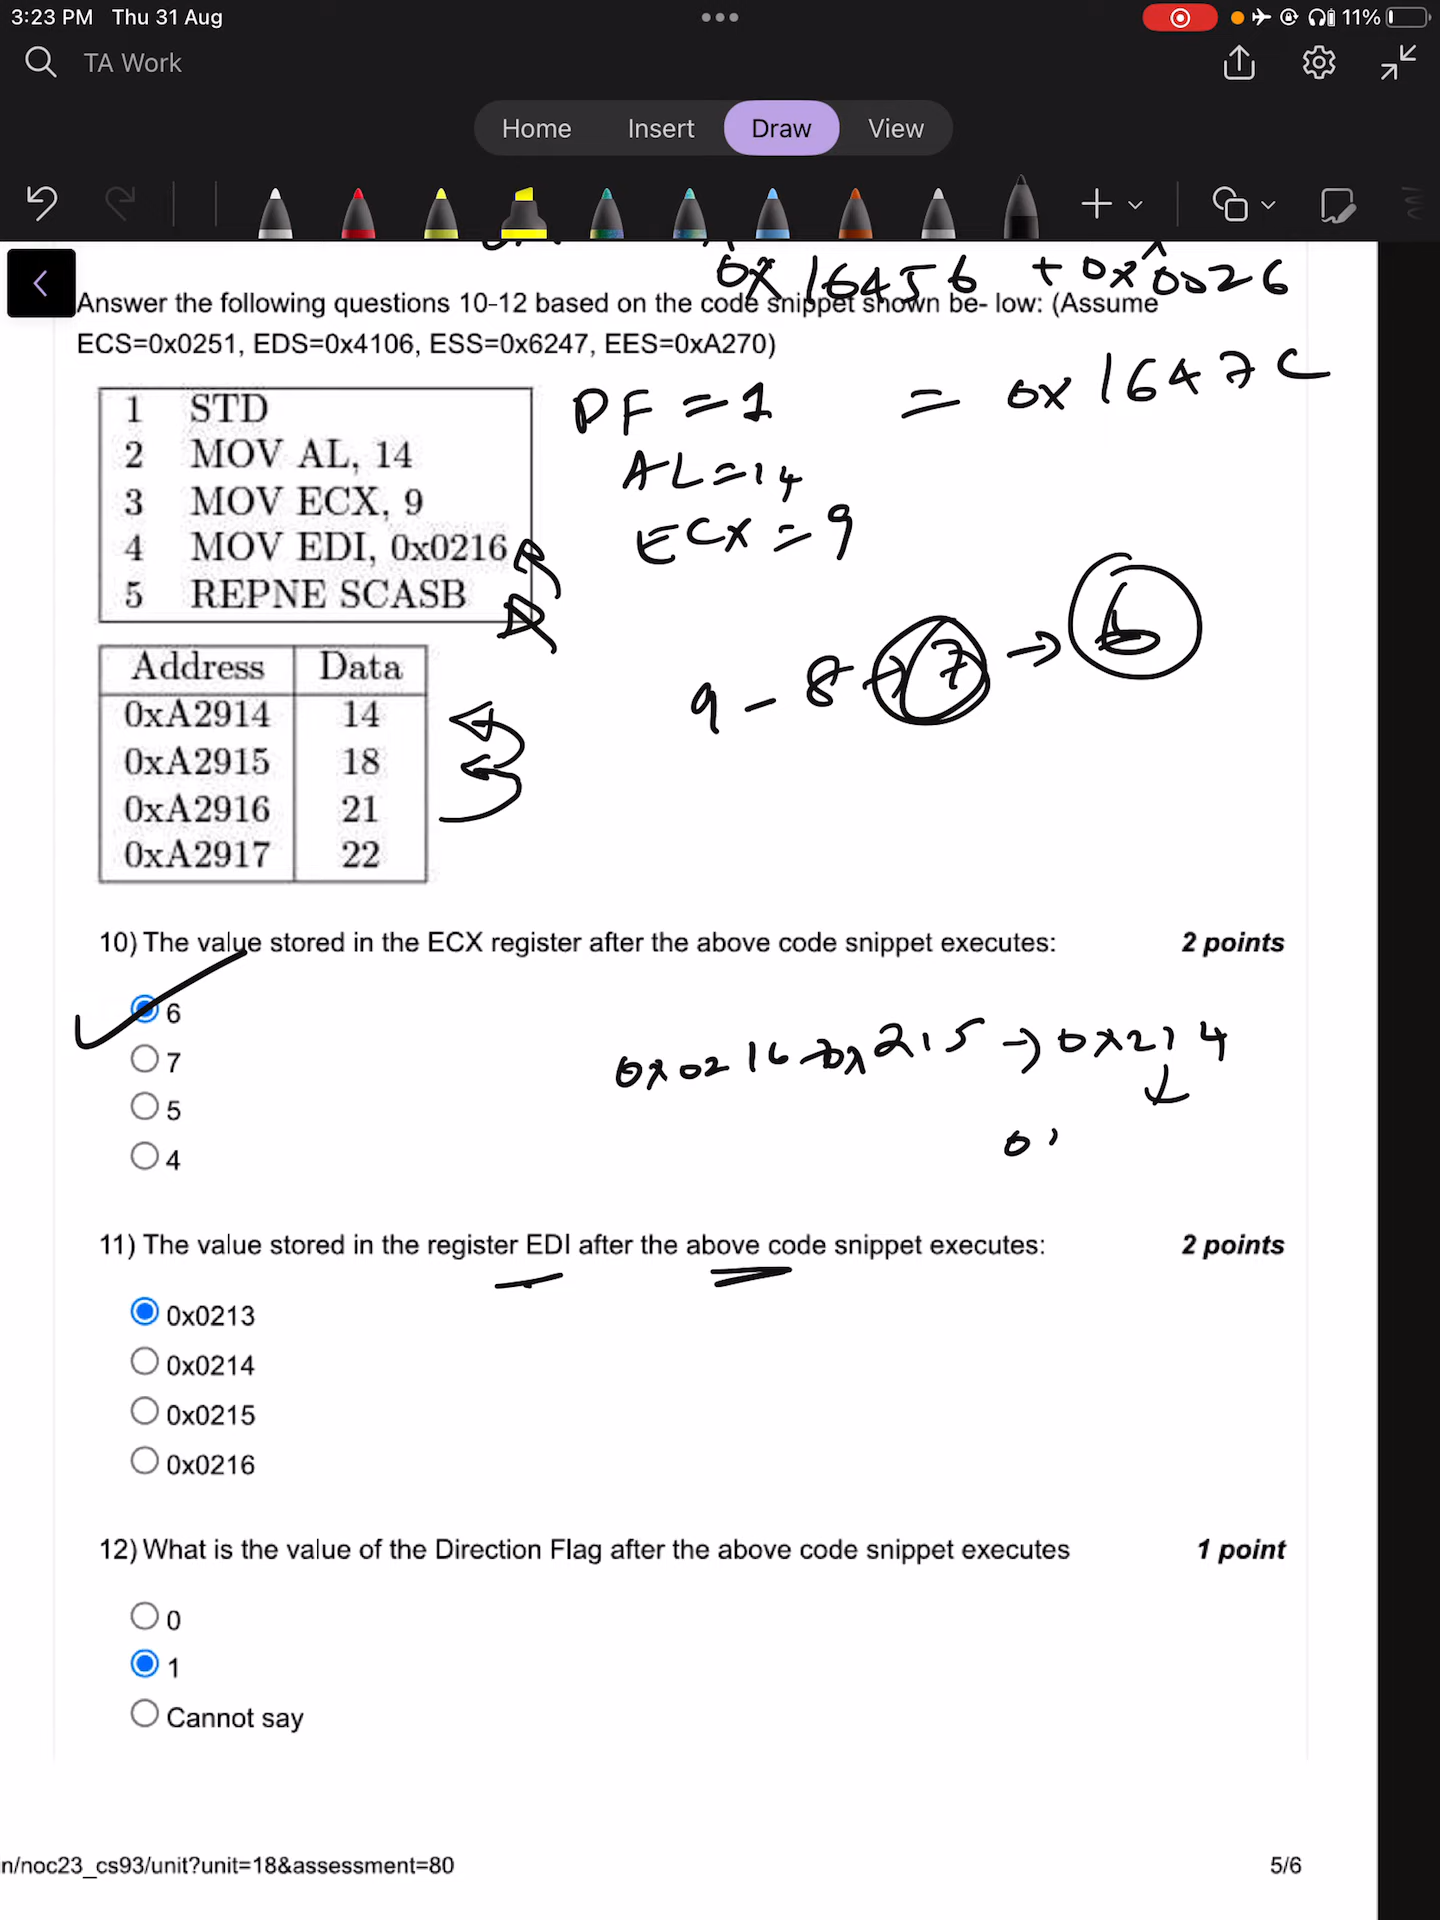 3:23 PM Thu 31 Aug
11%
TA Work
Home Insert Draw View
0x 16456 + 0x0026
Answer the following questions 10-12 based on the code snippet shown be- low: (Assume
ECS=0x0251, EDS=0x4106, ESS=0x6247, EES=0xA270)
= 0x1647C
1 STD
2 MOV AL, 14
3 MOV ECX, 9
4 MOV EDI, 0x0216
5 REPNE SCASB
DF = 1
AL = 14
ECX = 9
9 - 8 → 7 → 6
Address Data
0xA2914 14
0xA2915 18
0xA2916 21
0xA2917 22
10) The value stored in the ECX register after the above code snippet executes: 2 points
6
7
5
4
0x0216 → 0x215 → 0x214
0
11) The value stored in the register EDI after the above code snippet executes: 2 points
0x0213
0x0214
0x0215
0x0216
12) What is the value of the Direction Flag after the above code snippet executes 1 point
0
1
Cannot say
n/noc23_cs93/unit?unit=18&assessment=80 5/6